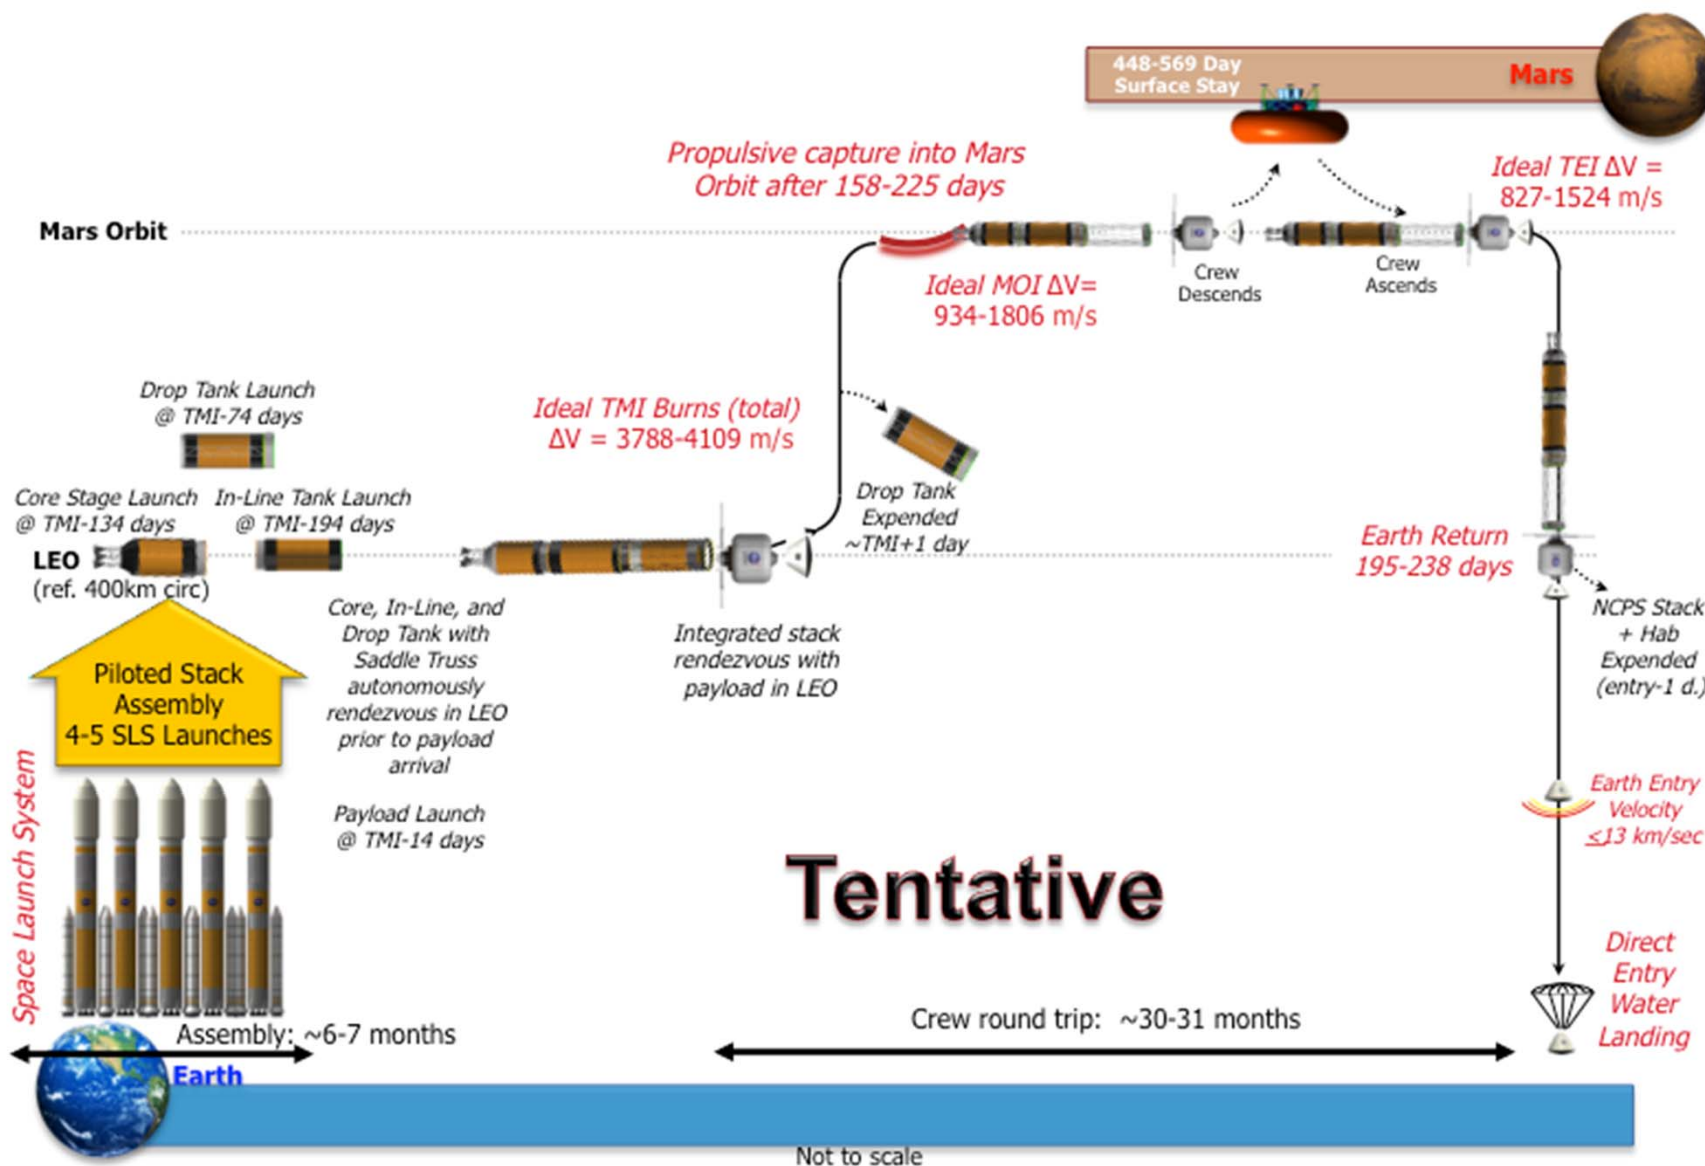 448-569 Day
Surface Stay
Mars
Propulsive capture into Mars
Orbit after 158-225 days
Ideal TEI ΔV =
827-1524 m/s
Mars Orbit
Crew
Descends
Crew
Ascends
Ideal MOI ΔV=
934-1806 m/s
Drop Tank Launch
@ TMI-74 days
Ideal TMI Burns (total)
ΔV = 3788-4109 m/s
Core Stage Launch
@ TMI-134 days
In-Line Tank Launch
@ TMI-194 days
Drop Tank
Expended
~TMI+1 day
LEO
(ref. 400km circ)
Earth Return
195-238 days
Core, In-Line, and
Drop Tank with
Saddle Truss
autonomously
rendezvous in LEO
prior to payload
arrival
Integrated stack
rendezvous with
payload in LEO
NCPS Stack
+ Hab
Expended
(entry-1 d.)
Piloted Stack
Assembly
4-5 SLS Launches
Space Launch System
Payload Launch
@ TMI-14 days
Earth Entry
Velocity
≤13 km/sec
Tentative
Direct
Entry
Water
Landing
Assembly: ~6-7 months
Crew round trip: ~30-31 months
Earth
Not to scale